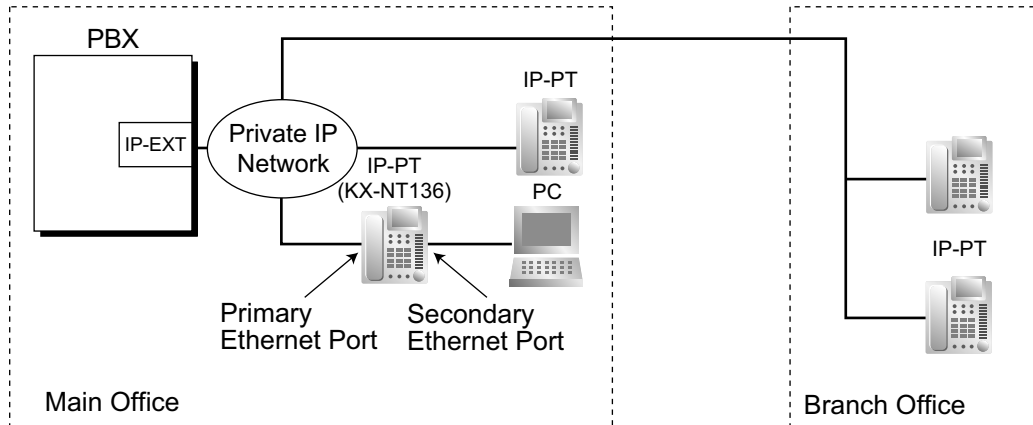 PBX
IP-EXT
Private IP
Network
IP-PT
IP-PT
(KX-NT136)
PC
Primary
Ethernet Port
Secondary
Ethernet Port
Main Office
IP-PT
Branch Office